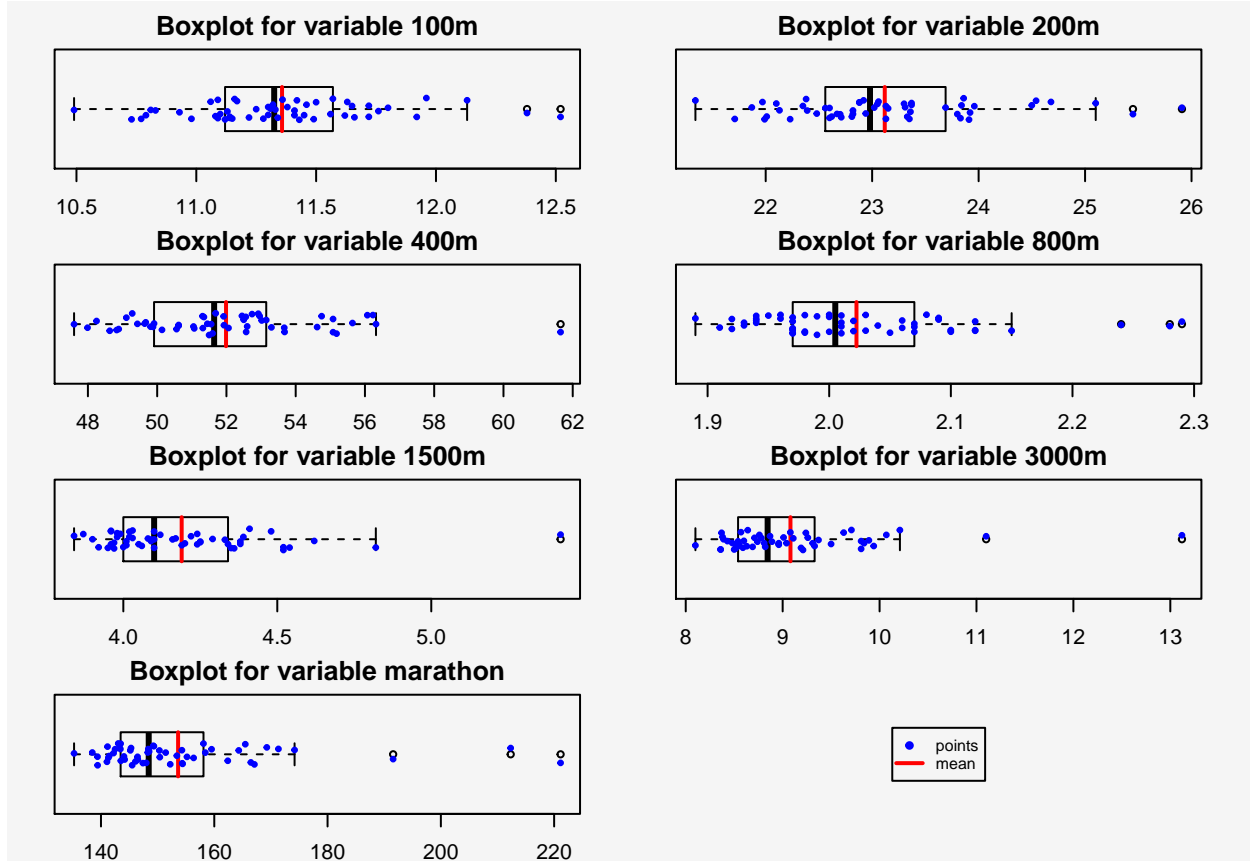 Boxplot for variable 100m
10.5 11.0 11.5 12.0 12.5
Boxplot for variable 200m
22 23 24 25 26
Boxplot for variable 400m
48 50 52 54 56 58 60 62
Boxplot for variable 800m
1.9 2.0 2.1 2.2 2.3
Boxplot for variable 1500m
4.0 4.5 5.0
Boxplot for variable 3000m
8 9 10 11 12 13
Boxplot for variable marathon
140 160 180 200 220
points
mean